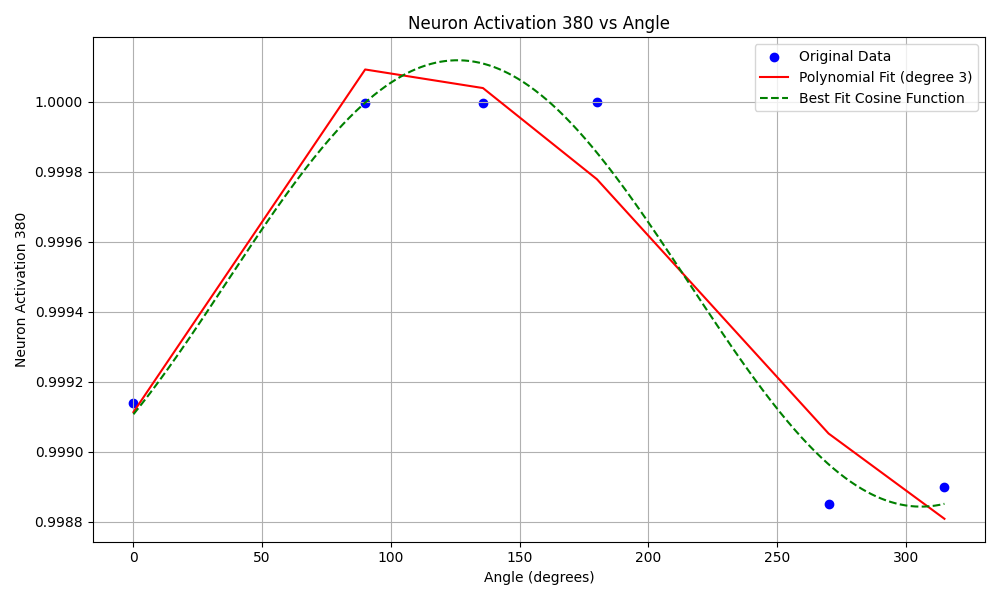 Neuron Activation 380 vs Angle
Original Data
Polynomial Fit (degree 3)
Best Fit Cosine Function
Neuron Activation 380
1.0000
0.9998
0.9996
0.9994
0.9992
0.9990
0.9988
0 50 100 150 200 250 300
Angle (degrees)